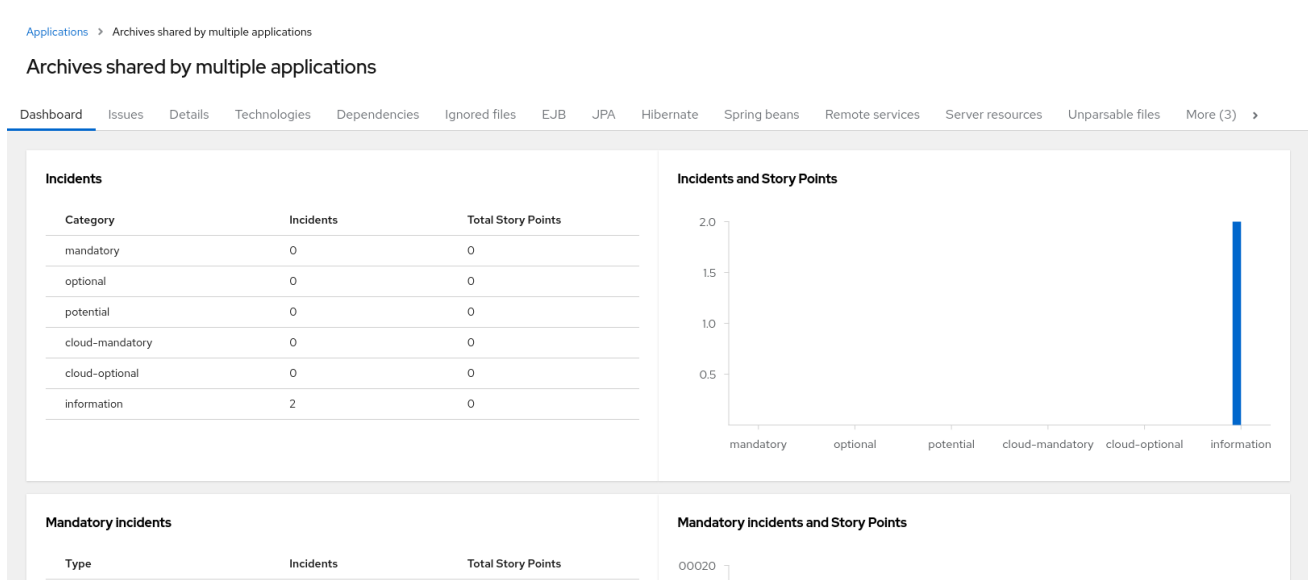 Applications > Archives shared by multiple applications
Archives shared by multiple applications
Dashboard Issues Details Technologies Dependencies Ignored files EJB JPA Hibernate Spring beans Remote services Server resources Unparsable files More (3) >
Incidents
Category Incidents Total Story Points
mandatory 0 0
optional 0 0
potential 0 0
cloud-mandatory 0 0
cloud-optional 0 0
information 2 0
Incidents and Story Points
2.0
1.5
1.0
0.5
mandatory optional potential cloud-mandatory cloud-optional information
Mandatory incidents
Type Incidents Total Story Points
Mandatory incidents and Story Points
00020